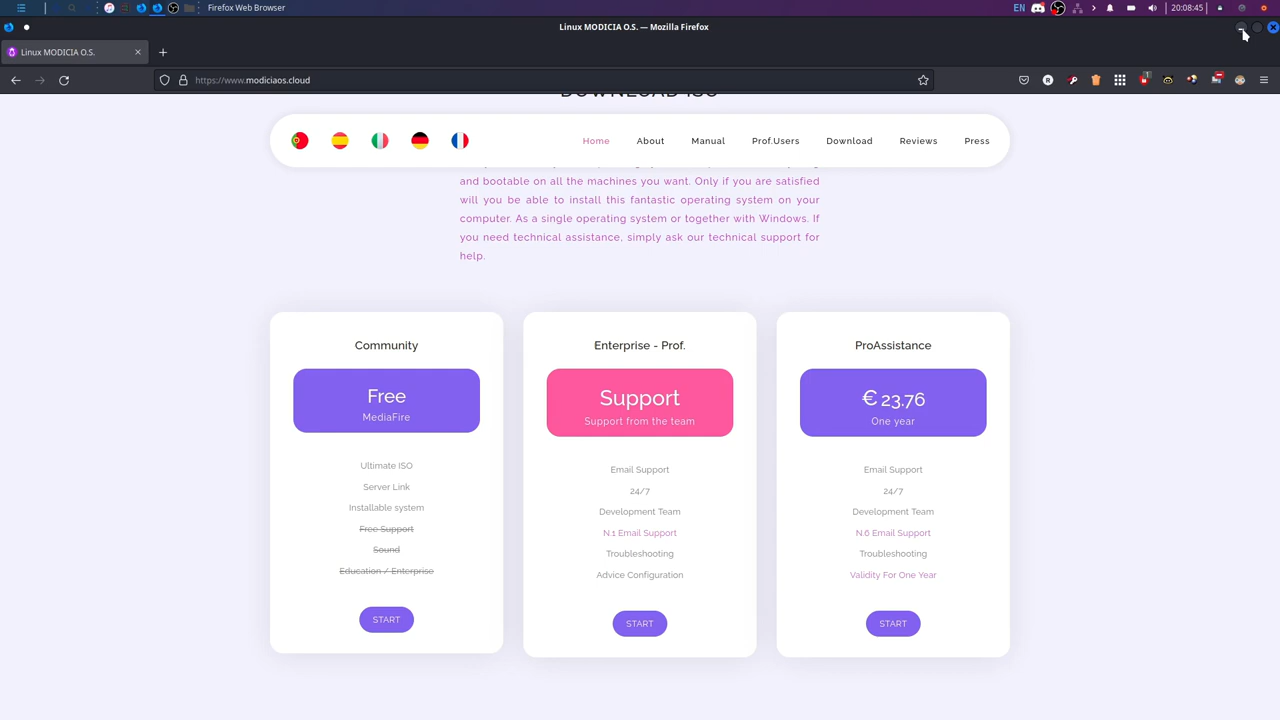 Firefox Web Browser
EN
20:08:45
Linux MODICIA O.S. — Mozilla Firefox
Linux MODICIA O.S.
https://www.modiciaos.cloud
Home
About
Manual
Prof.Users
Download
Reviews
Press
and bootable on all the machines you want. Only if you are satisfied
will you be able to install this fantastic operating system on your
computer. As a single operating system or together with Windows. If
you need technical assistance, simply ask our technical support for
help.
Community
Free
MediaFire
Ultimate ISO
Server Link
Installable system
Free Support
Sound
Education / Enterprise
START
Enterprise - Prof.
Support
Support from the team
Email Support
24/7
Development Team
N.1 Email Support
Troubleshooting
Advice Configuration
START
ProAssistance
€ 23.76
One year
Email Support
24/7
Development Team
N.6 Email Support
Troubleshooting
Validity For One Year
START